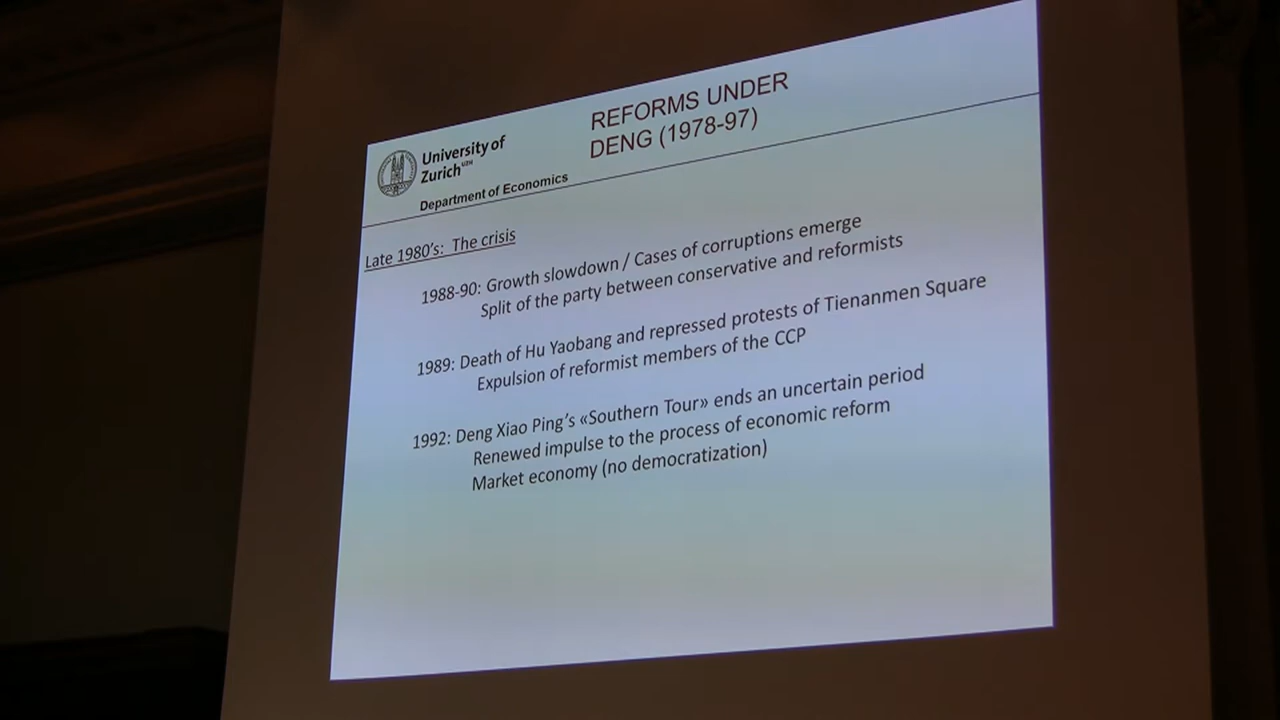 REFORMS UNDER
DENG (1978-97)
University of
Zurich UZH
Department of Economics
Late 1980's: The crisis
1988-90: Growth slowdown / Cases of corruptions emerge
Split of the party between conservative and reformists
1989: Death of Hu Yaobang and repressed protests of Tienanmen Square
Expulsion of reformist members of the CCP
1992: Deng Xiao Ping's «Southern Tour» ends an uncertain period
Renewed impulse to the process of economic reform
Market economy (no democratization)